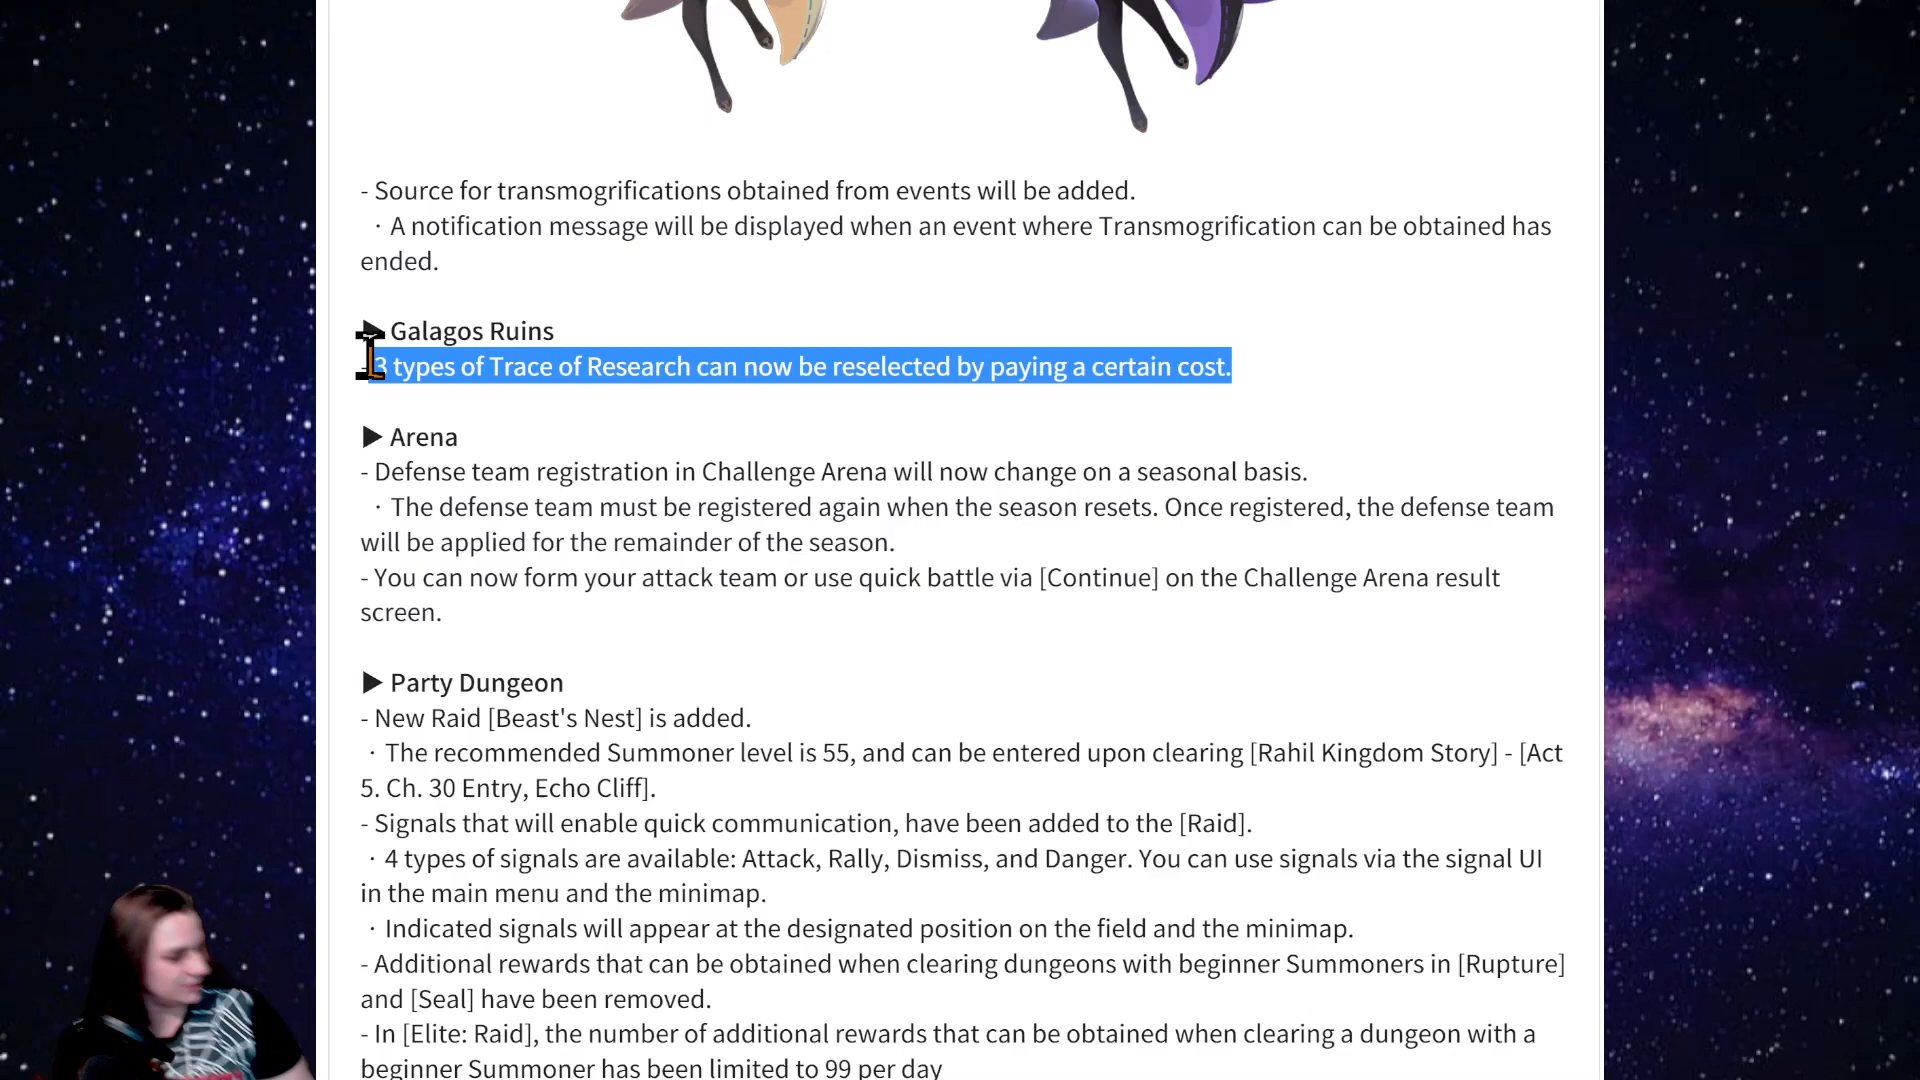 - Source for transmogrifications obtained from events will be added.
· A notification message will be displayed when an event where Transmogrification can be obtained has
ended.
▶ Galagos Ruins
- 3 types of Trace of Research can now be reselected by paying a certain cost.
▶ Arena
- Defense team registration in Challenge Arena will now change on a seasonal basis.
· The defense team must be registered again when the season resets. Once registered, the defense team
will be applied for the remainder of the season.
- You can now form your attack team or use quick battle via [Continue] on the Challenge Arena result
screen.
▶ Party Dungeon
- New Raid [Beast's Nest] is added.
· The recommended Summoner level is 55, and can be entered upon clearing [Rahil Kingdom Story] - [Act
5. Ch. 30 Entry, Echo Cliff].
- Signals that will enable quick communication, have been added to the [Raid].
· 4 types of signals are available: Attack, Rally, Dismiss, and Danger. You can use signals via the signal UI
in the main menu and the minimap.
· Indicated signals will appear at the designated position on the field and the minimap.
- Additional rewards that can be obtained when clearing dungeons with beginner Summoners in [Rupture]
and [Seal] have been removed.
- In [Elite: Raid], the number of additional rewards that can be obtained when clearing a dungeon with a
beginner Summoner has been limited to 99 per day